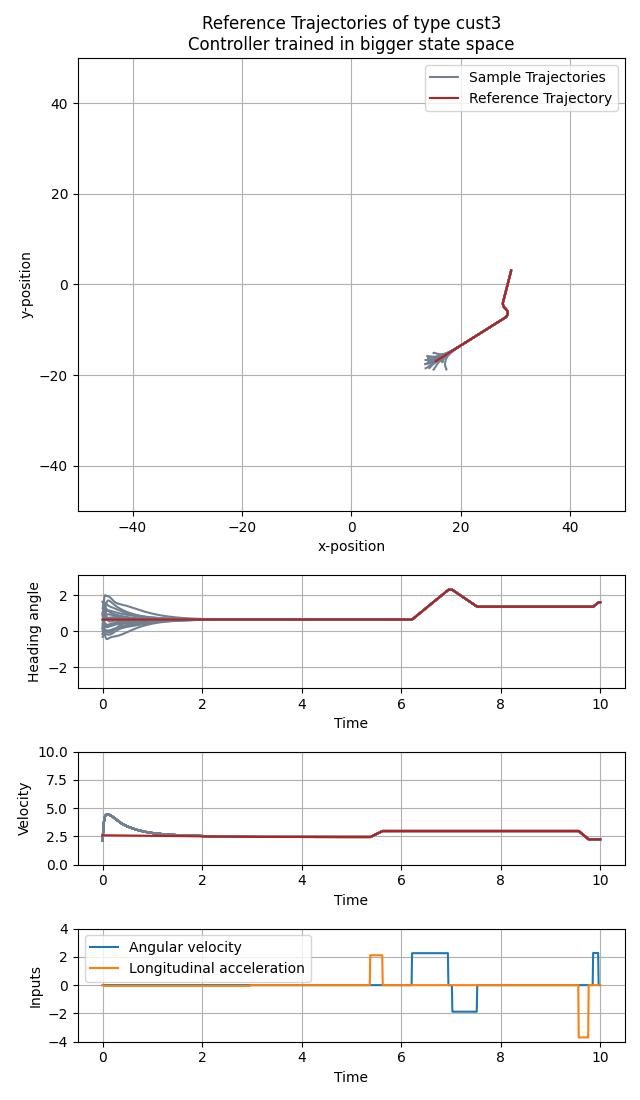 Reference Trajectories of type cust3
Controller trained in bigger state space
Sample Trajectories
Reference Trajectory
40
20
0
−20
−40
y-position
−40 −20 0 20 40
x-position
2
0
−2
Heading angle
0 2 4 6 8 10
Time
10.0
7.5
5.0
2.5
0.0
Velocity
0 2 4 6 8 10
Time
Angular velocity
Longitudinal acceleration
4
2
0
−2
−4
Inputs
0 2 4 6 8 10
Time